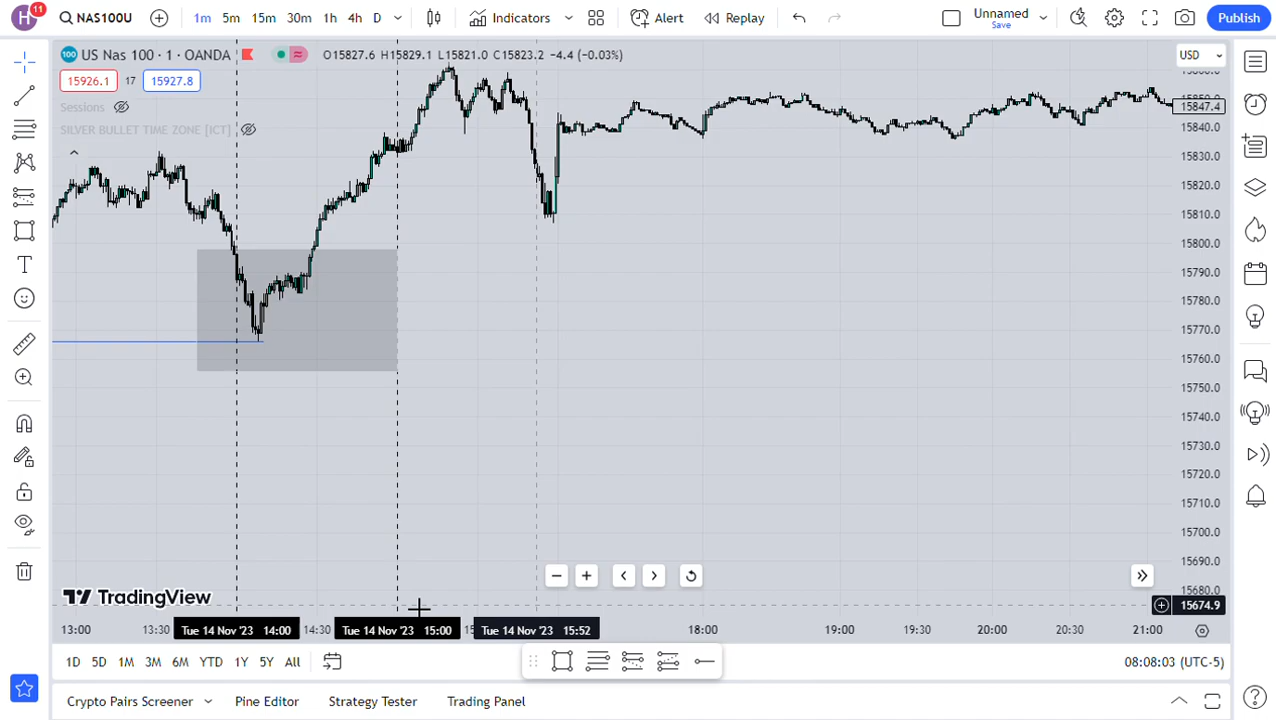 H 11 NAS100U 1m 5m 15m 30m 1h 4h D Indicators Alert Replay Unnamed Save Publish
100 US Nas 100 · 1 · OANDA O15827.6 H15829.1 L15821.0 C15823.2 −4.4 (−0.03%) USD
15926.1 17 15927.8
Sessions
SILVER BULLET TIME ZONE [ICT]
15847.4
15840.0
15830.0
15820.0
15810.0
15800.0
15790.0
15780.0
15770.0
15760.0
15750.0
15740.0
15730.0
15720.0
15710.0
15700.0
15690.0
15680.0
TradingView
15674.9
13:00 13:30 Tue 14 Nov '23 14:00 14:30 Tue 14 Nov '23 15:00 Tue 14 Nov '23 15:52 18:00 19:00 19:30 20:00 20:30 21:00
1D 5D 1M 3M 6M YTD 1Y 5Y All 08:08:03 (UTC-5)
Crypto Pairs Screener Pine Editor Strategy Tester Trading Panel